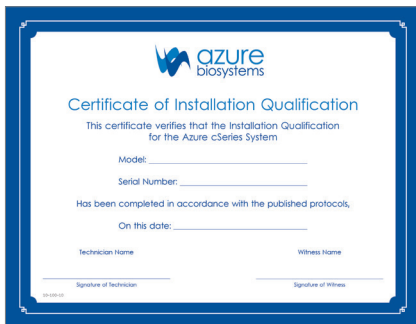 azure
biosystems
Certificate of Installation Qualification
This certificate verifies that the Installation Qualification
for the Azure cSeries System
Model:
Serial Number:
Has been completed in accordance with the published protocols,
On this date:
Technician Name Witness Name
Signature of Technician Signature of Witness